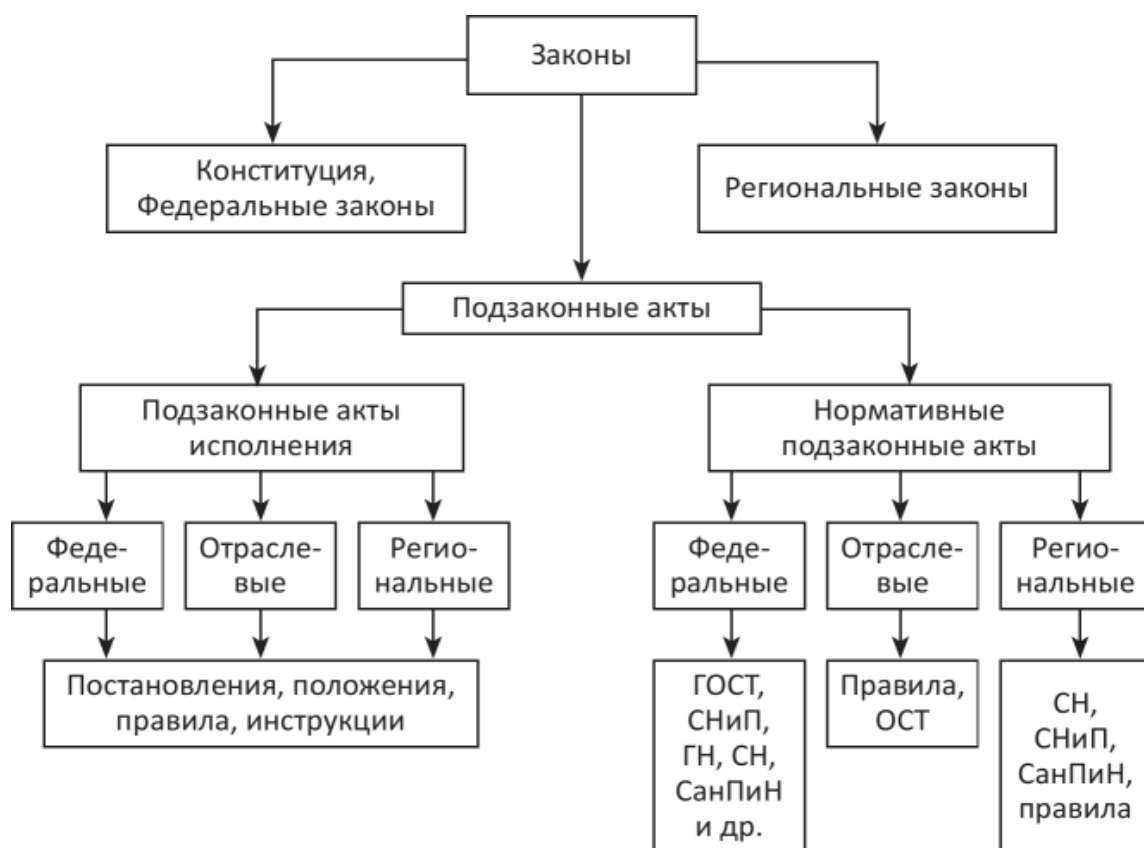 Законы
Конституция,
Федеральные законы
Региональные законы
Подзаконные акты
Подзаконные акты
исполнения
Нормативные
подзаконные акты
Феде-
ральные
Отрасле-
вые
Регио-
нальные
Феде-
ральные
Отрасле-
вые
Регио-
нальные
Постановления, положения,
правила, инструкции
ГОСТ,
СНиП,
ГН, СН,
СанПиН
и др.
Правила,
ОСТ
СН,
СНиП,
СанПиН,
правила